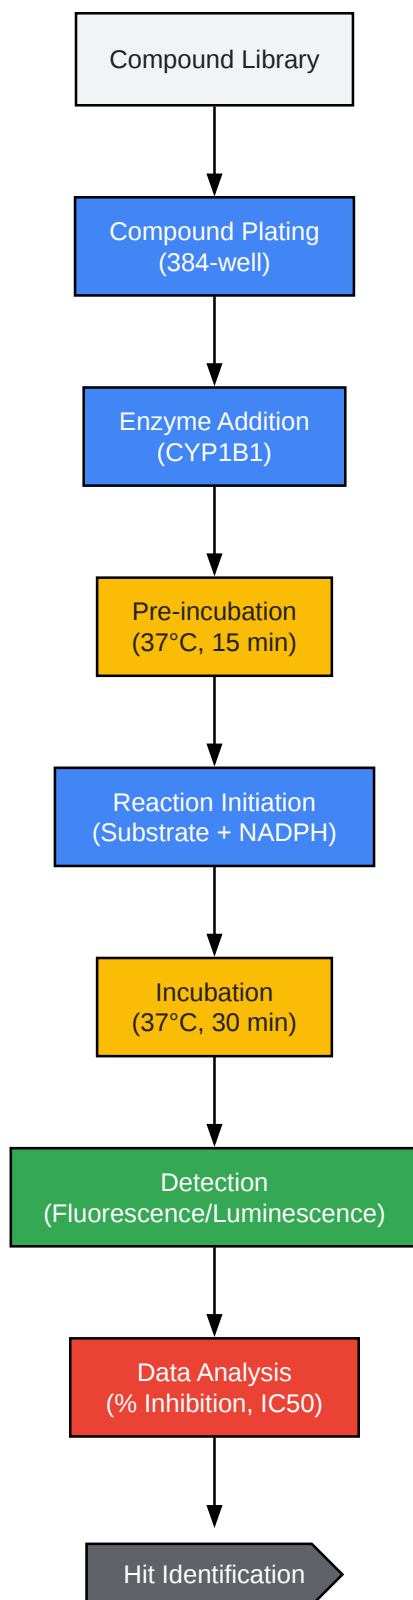 Compound Library
Compound Plating
(384-well)
Enzyme Addition
(CYP1B1)
Pre-incubation
(37°C, 15 min)
Reaction Initiation
(Substrate + NADPH)
Incubation
(37°C, 30 min)
Detection
(Fluorescence/Luminescence)
Data Analysis
(% Inhibition, IC50)
Hit Identification